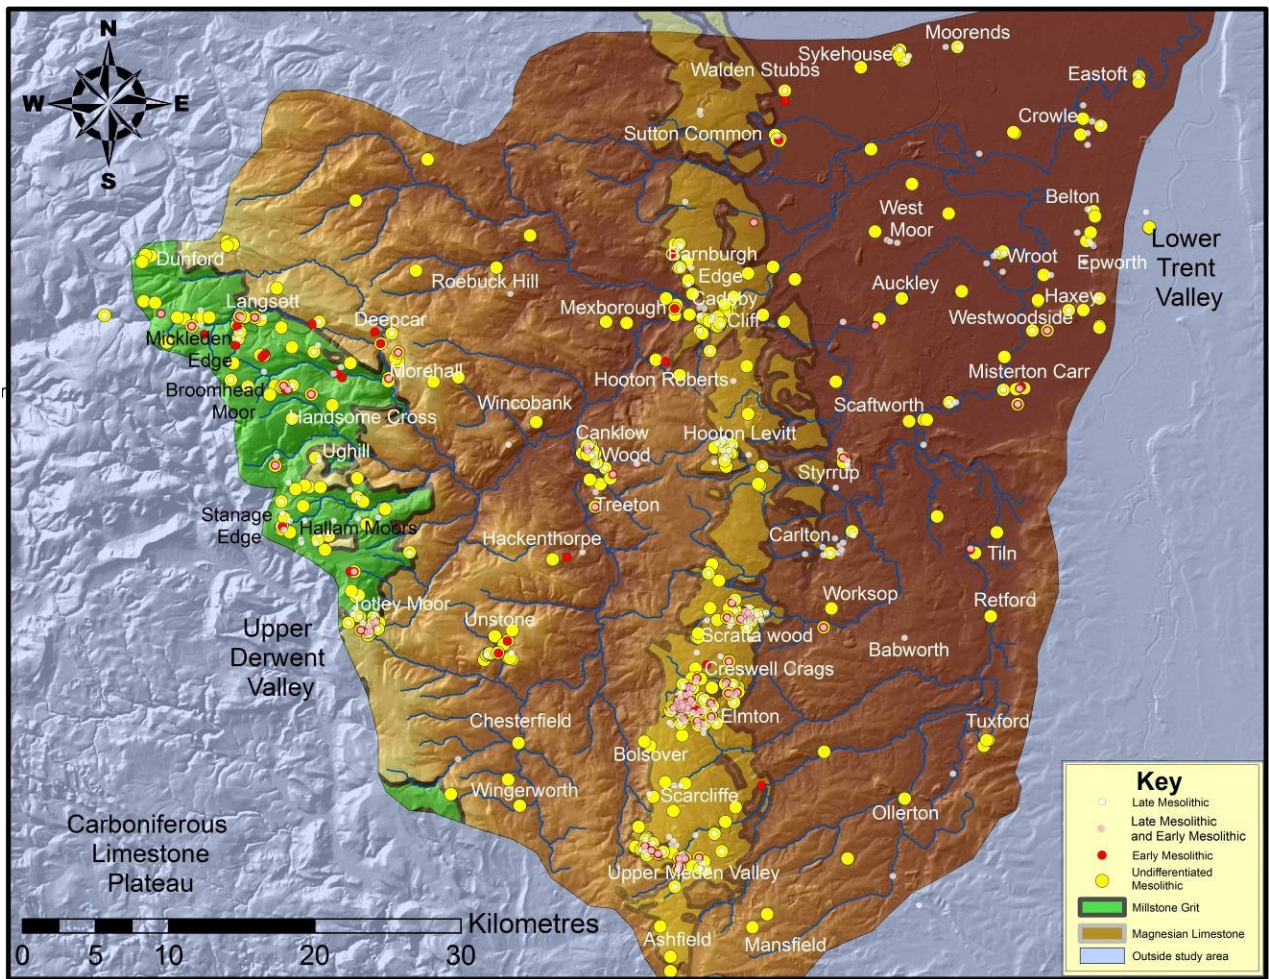 N
W
E
S
Moorends
Sykehouse
Walden Stubbs
Eastoft
Crowle
Sutton Common
Belton
West
Moor
Lower
Trent
Valley
Dunford
Barnburgh
Edge
Wroot
Epworth
Roebuck Hill
Auckley
Haxey
Langsett
Mexborough
Cadeby
Cliff
Westwoodside
Deepcar
Mickleden
Edge
Hooton Roberts
Misterton Carr
Morehall
Broomhead
Moor
Handsome Cross
Wincobank
Scaftworth
Canklow
Wood
Hooton Levitt
Ughill
Styrrup
Treeton
Stanage
Edge
Hallam Moors
Hackenthorpe
Carlton
Tiln
Totley Moor
Worksop
Retford
Unstone
Scratta wood
Babworth
Upper
Derwent
Valley
Creswell Crags
Chesterfield
Elmton
Tuxford
Bolsover
Wingerworth
Scarcliffe
Ollerton
Carboniferous
Limestone
Plateau
Upper Meden Valley
Ashfield
Mansfield
Kilometres
0 5 10 20 30
Key
Late Mesolithic
Late Mesolithic
and Early Mesolithic
Early Mesolithic
Undifferentiated
Mesolithic
Millstone Grit
Magnesian Limestone
Outside study area